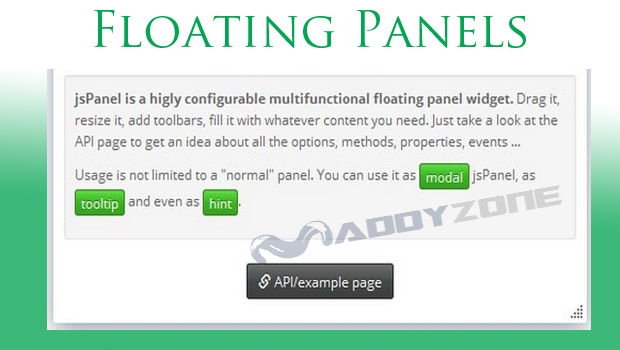 FLOATING PANELS
jsPanel is a higly configurable multifunctional floating panel widget. Drag it,
resize it, add toolbars, fill it with whatever content you need. Just take a look at the
API page to get an idea about all the options, methods, properties, events ...
Usage is not limited to a "normal" panel. You can use it as modal jsPanel, as
tooltip and even as hint.
MADDYZONE
API/example page